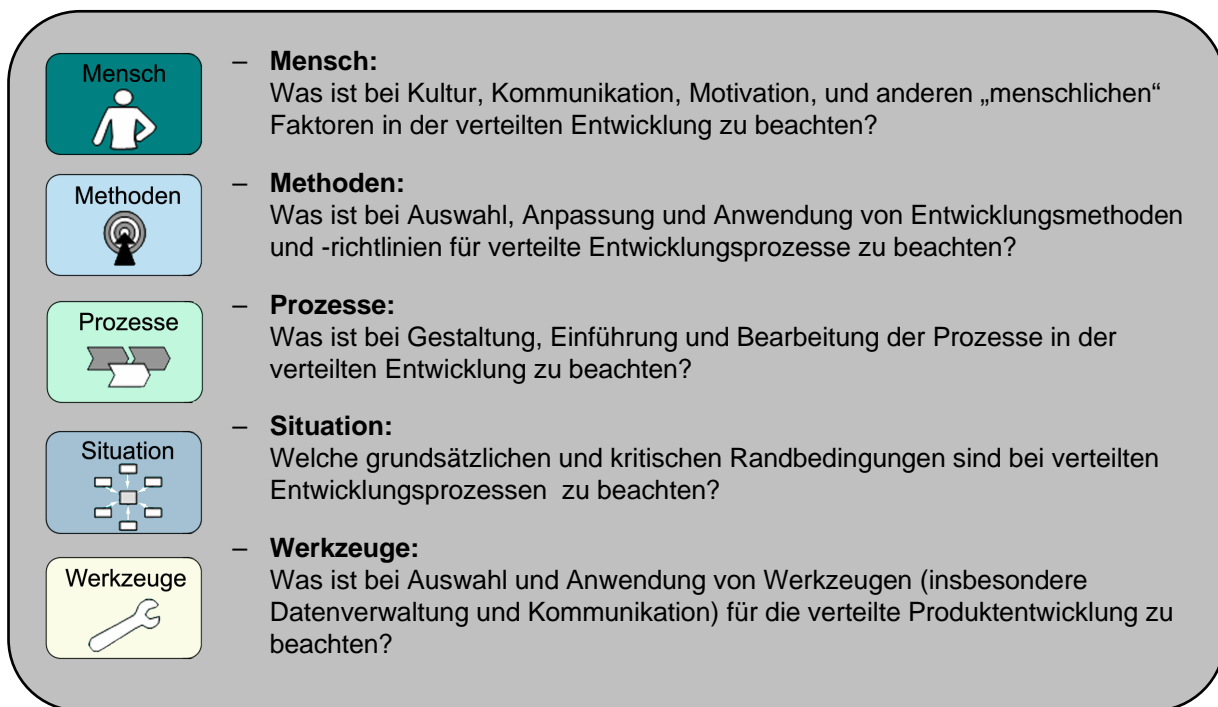 Mensch
– Mensch:
Was ist bei Kultur, Kommunikation, Motivation, und anderen „menschlichen“
Faktoren in der verteilten Entwicklung zu beachten?
Methoden
– Methoden:
Was ist bei Auswahl, Anpassung und Anwendung von Entwicklungsmethoden
und -richtlinien für verteilte Entwicklungsprozesse zu beachten?
Prozesse
– Prozesse:
Was ist bei Gestaltung, Einführung und Bearbeitung der Prozesse in der
verteilten Entwicklung zu beachten?
Situation
– Situation:
Welche grundsätzlichen und kritischen Randbedingungen sind bei verteilten
Entwicklungsprozessen zu beachten?
Werkzeuge
– Werkzeuge:
Was ist bei Auswahl und Anwendung von Werkzeugen (insbesondere
Datenverwaltung und Kommunikation) für die verteilte Produktentwicklung zu
beachten?